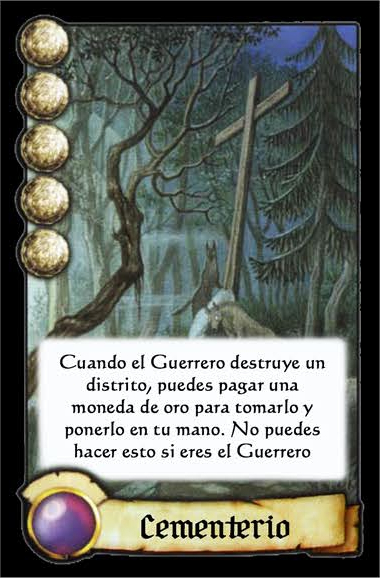 Cuando el Guerrero destruye un
distrito, puedes pagar una
moneda de oro para tomarlo y
ponerlo en tu mano. No puedes
hacer esto si eres el Guerrero
Cementerio